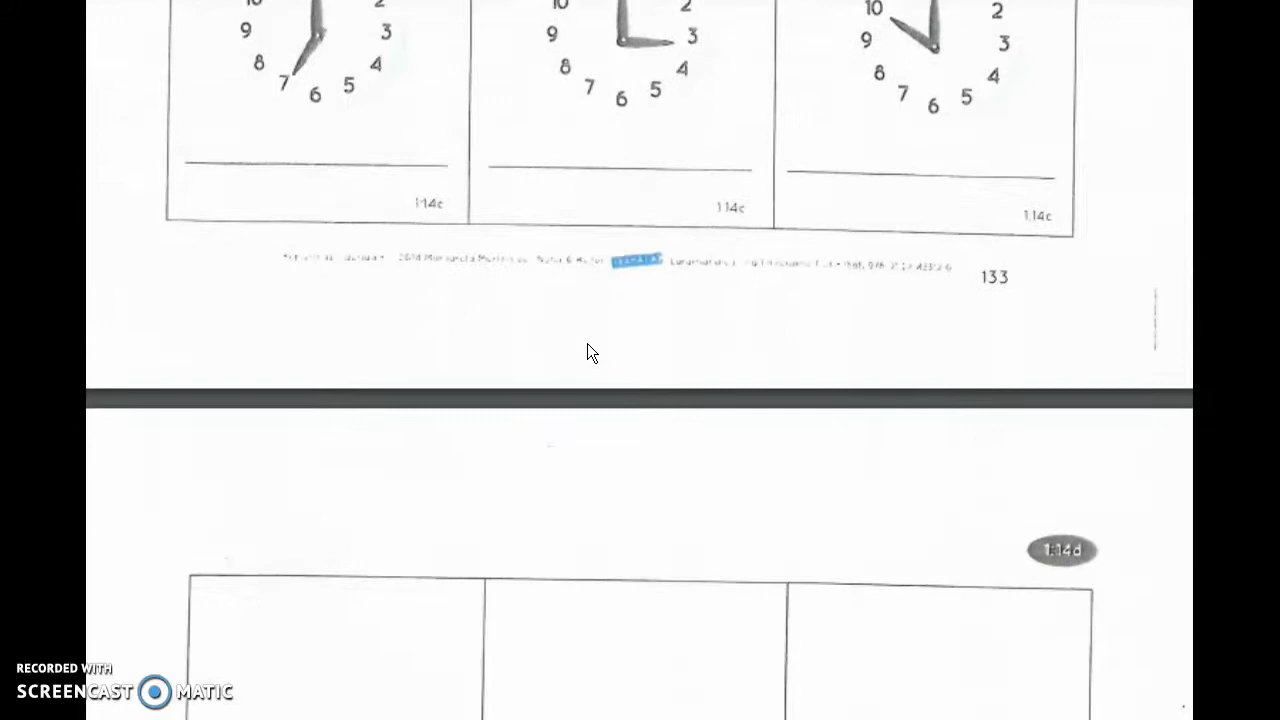 10 2 10 2 10 2
9 3 9 3 9 3
8 4 8 4 8 4
7 5 7 5 7 5
6 6 6
1:14c 1:14c 1:14c
133
1:14d
RECORDED WITH
SCREENCAST MATIC